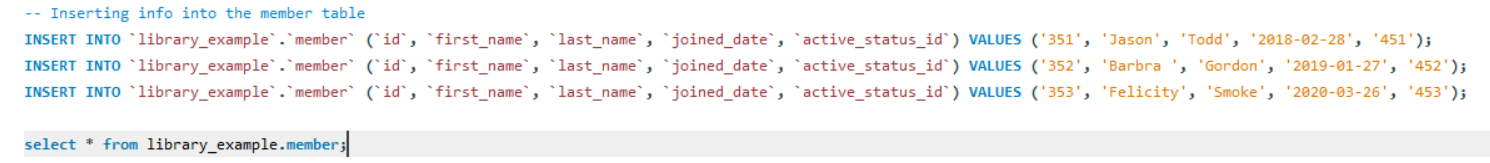 -- Inserting info into the member table
INSERT INTO `library_example`.`member` (`id`, `first_name`, `last_name`, `joined_date`, `active_status_id`) VALUES ('351', 'Jason', 'Todd', '2018-02-28', '451');
INSERT INTO `library_example`.`member` (`id`, `first_name`, `last_name`, `joined_date`, `active_status_id`) VALUES ('352', 'Barbra ', 'Gordon', '2019-01-27', '452');
INSERT INTO `library_example`.`member` (`id`, `first_name`, `last_name`, `joined_date`, `active_status_id`) VALUES ('353', 'Felicity', 'Smoke', '2020-03-26', '453');
select * from library_example.member;